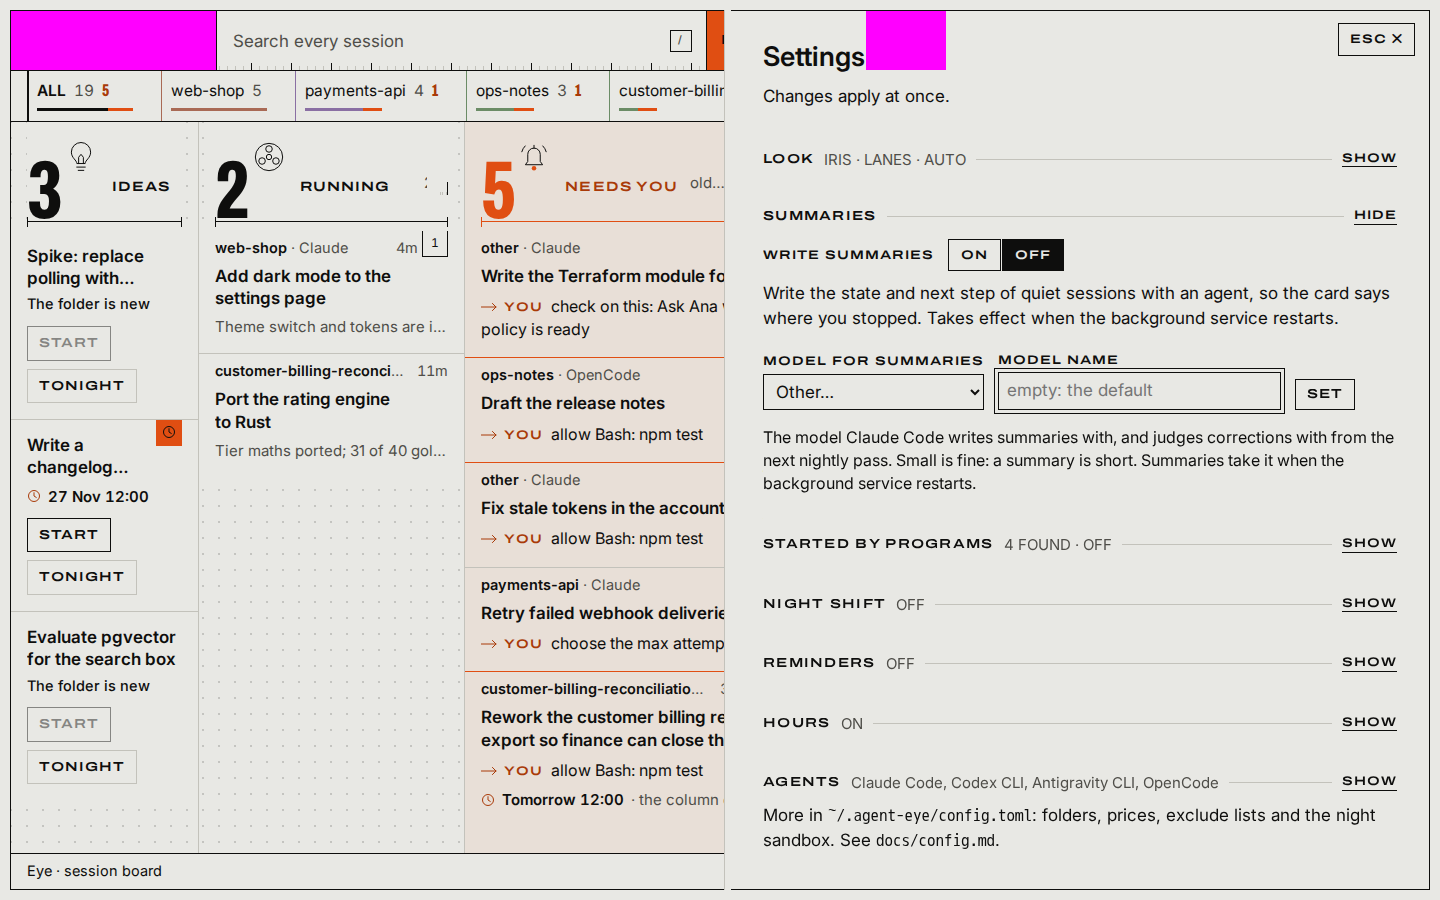 Search every session
/
ALL 19 5
web-shop 5
payments-api 4 1
ops-notes 3 1
3
IDEAS
Spike: replace
polling with...
The folder is new
START
TONIGHT
Write a
changelog...
27 Nov 12:00
START
TONIGHT
Evaluate pgvector
for the search box
The folder is new
START
TONIGHT
2
RUNNING
web-shop · Claude 4m 1
Add dark mode to the
settings page
Theme switch and tokens are i...
customer-billing-reconci... 11m
Port the rating engine
to Rust
Tier maths ported; 31 of 40 gol...
5
NEEDS YOU old...
other · Claude
Write the Terraform module fo
→ YOU check on this: Ask Ana
policy is ready
ops-notes · OpenCode
Draft the release notes
→ YOU allow Bash: npm test
other · Claude
Fix stale tokens in the account
→ YOU allow Bash: npm test
payments-api · Claude
Retry failed webhook deliverie
→ YOU choose the max attemp
customer-billing-reconciliatio...
Rework the customer billing re
export so finance can close th
→ YOU allow Bash: npm test
Tomorrow 12:00 · the column
Eye · session board
Settings
ESC ✕
Changes apply at once.
LOOK IRIS · LANES · AUTO SHOW
SUMMARIES HIDE
WRITE SUMMARIES ON OFF
Write the state and next step of quiet sessions with an agent, so the card says
where you stopped. Takes effect when the background service restarts.
MODEL FOR SUMMARIES MODEL NAME
Other... empty: the default SET
The model Claude Code writes summaries with, and judges corrections with from the
next nightly pass. Small is fine: a summary is short. Summaries take it when the
background service restarts.
STARTED BY PROGRAMS 4 FOUND · OFF SHOW
NIGHT SHIFT OFF SHOW
REMINDERS OFF SHOW
HOURS ON SHOW
AGENTS Claude Code, Codex CLI, Antigravity CLI, OpenCode SHOW
More in ~/.agent-eye/config.toml: folders, prices, exclude lists and the night
sandbox. See docs/config.md.